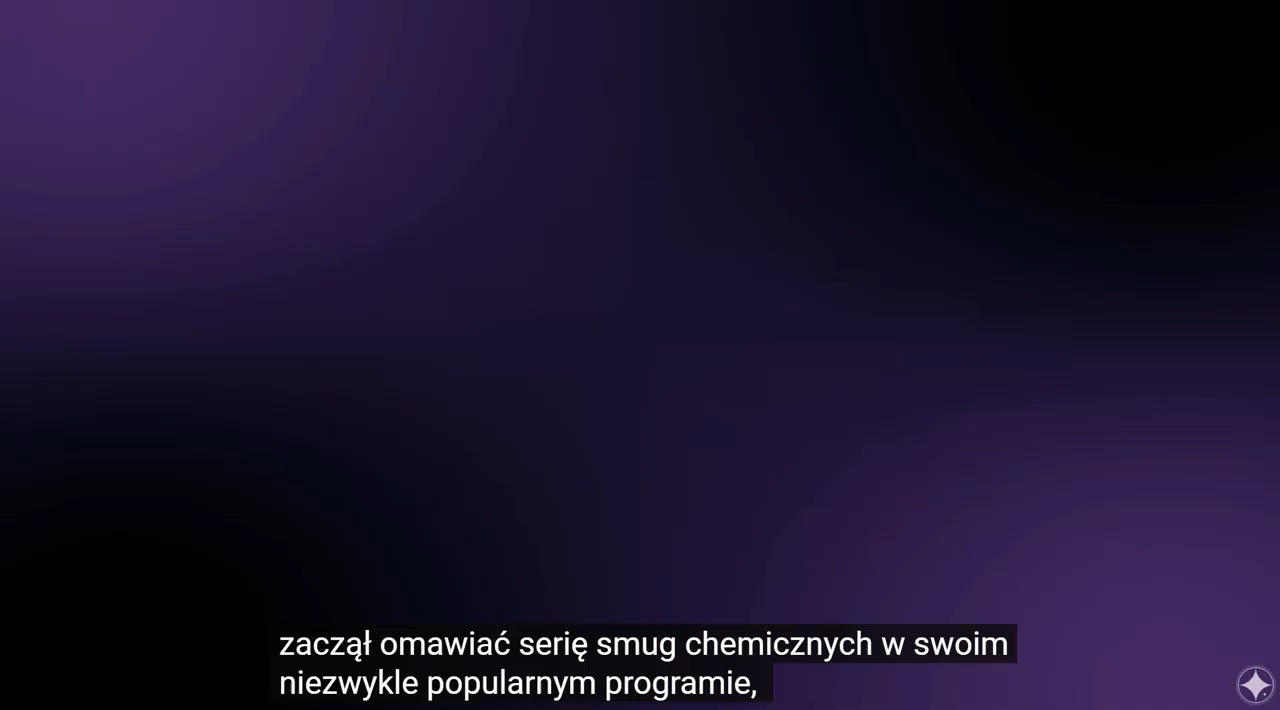 zaczął omawiać serię smug chemicznych w swoim
niezwykle popularnym programie,